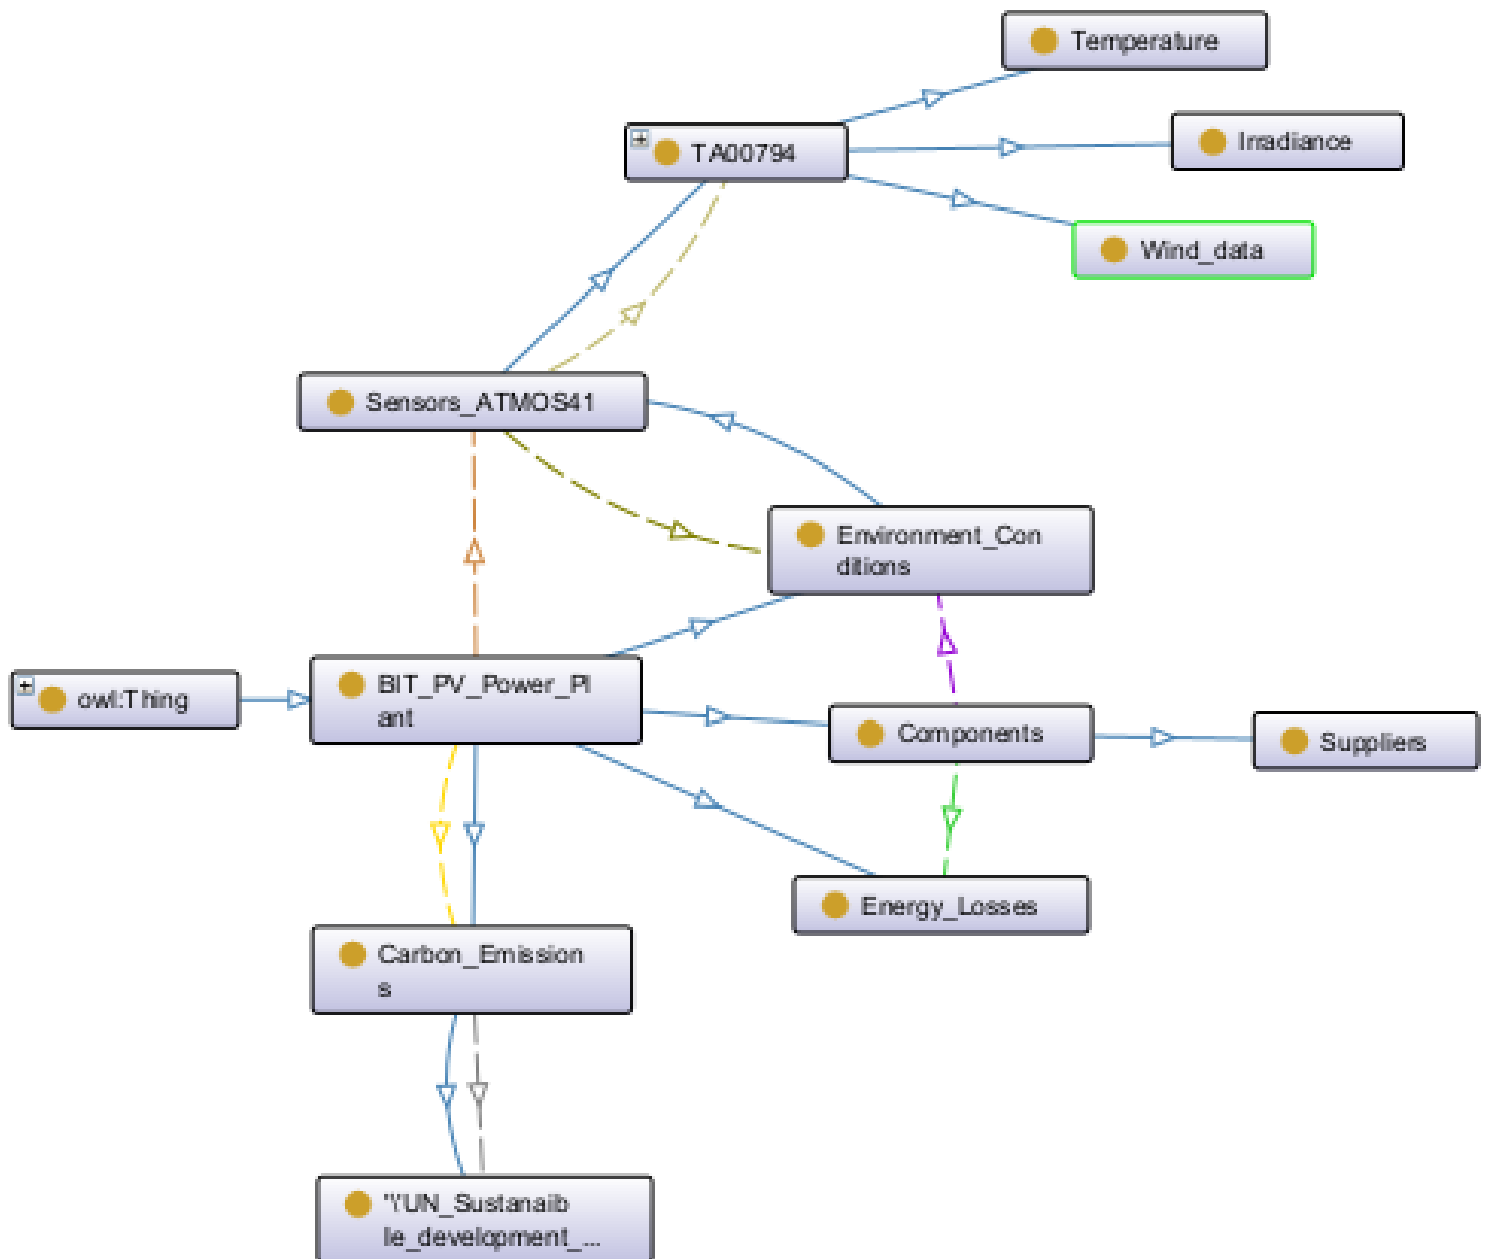 Temperature
TA00794
Irradiance
Wind_data
Sensors_ATMOS41
Environment_Con
ditions
owl:Thing
BIT_PV_Power_Pl
ant
Components
Suppliers
Energy_Losses
Carbon_Emission
s
"\'UN_Sustanaib
le_development_...